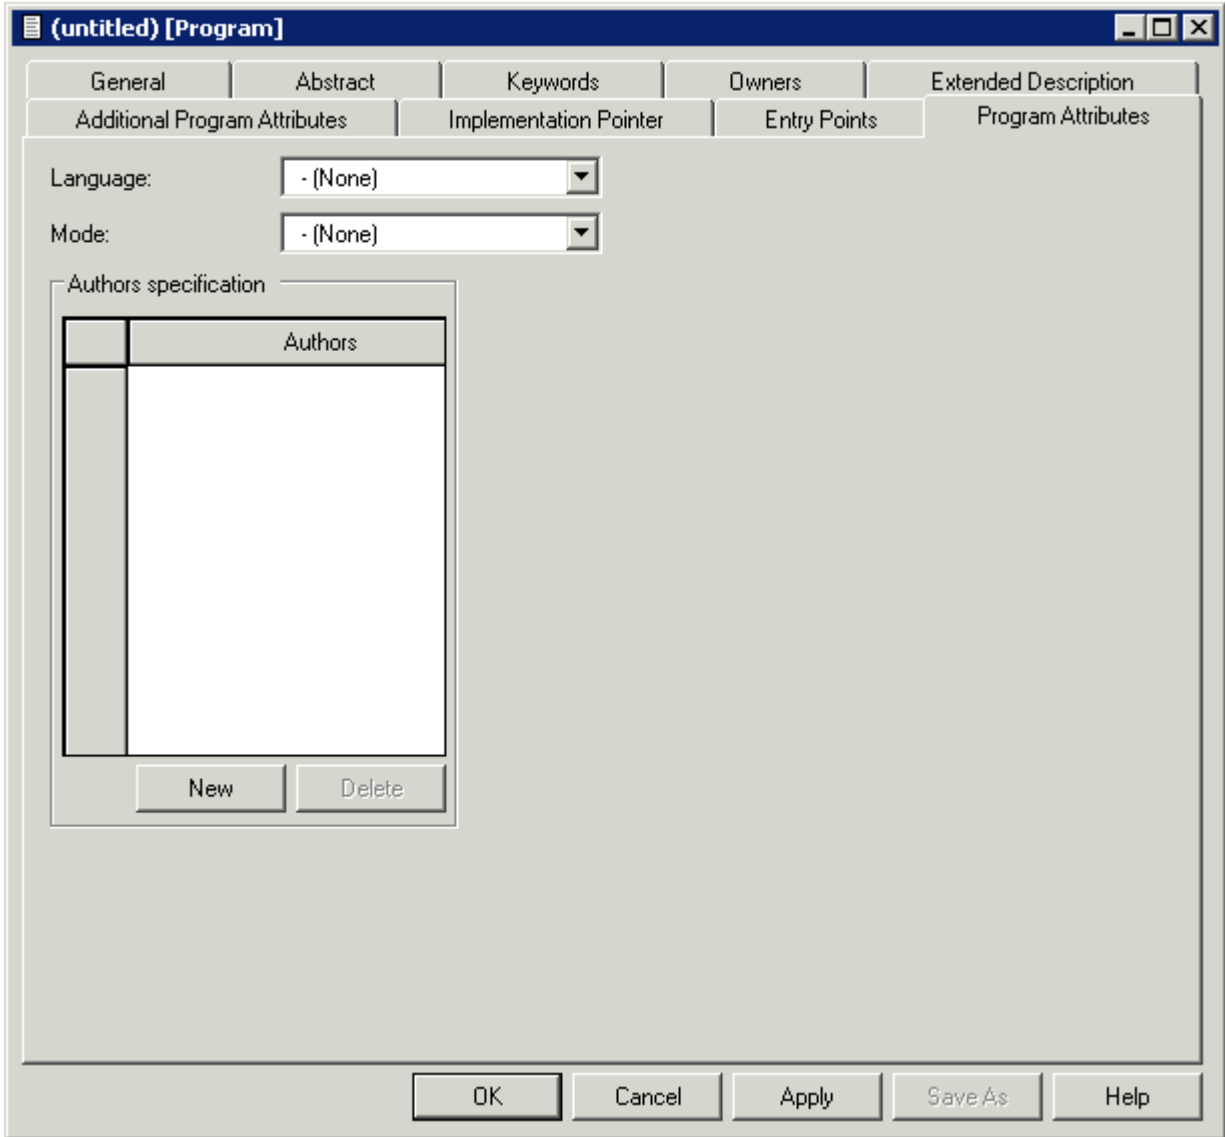 (untitled) [Program]
General Abstract Keywords Owners Extended Description
Additional Program Attributes Implementation Pointer Entry Points Program Attributes
Language: - (None)
Mode: - (None)
Authors specification
Authors
New Delete
OK Cancel Apply Save As Help